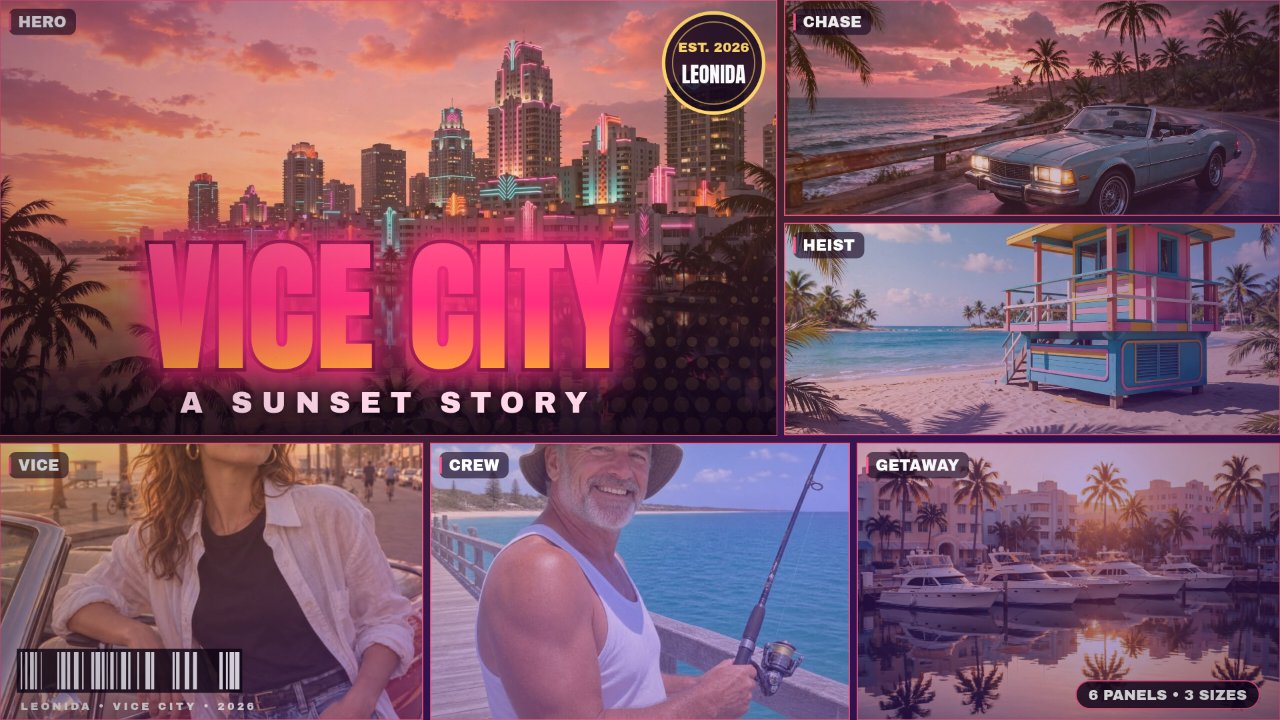 HERO
EST. 2026
LEONIDA
VICE CITY
A SUNSET STORY
CHASE
HEIST
VICE
LEONIDA • VICE CITY • 2026
CREW
GETAWAY
6 PANELS • 3 SIZES